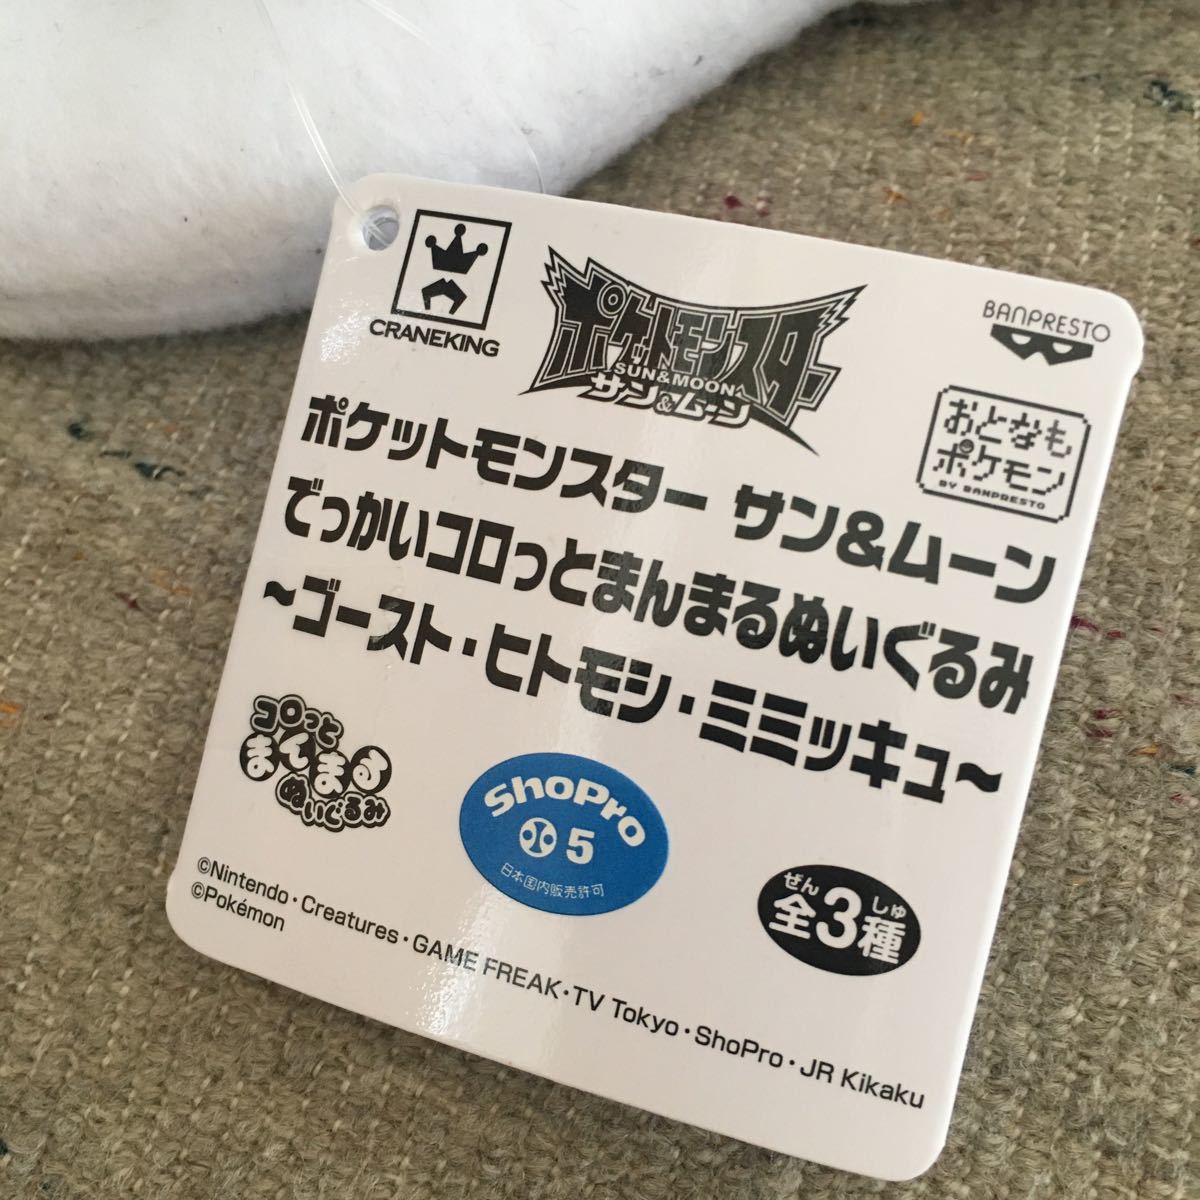 CRANEKING
ポケットモンスター
SUN & MOON
サン&ムーン
BANPRESTO
おとなも
ポケモン
BY BANPRESTO
ポケットモンスター サン&ムーン
でっかいコロっとまんまるぬいぐるみ
~ゴースト・ヒトモシ・ミミッキュ~
コロっと
まんまる
ぬいぐるみ
ShoPro
5
日本国内販売許可
ぜん しゅ
全3種
©Nintendo・Creatures・GAME FREAK・TV Tokyo・ShoPro・JR Kikaku
©Pokémon